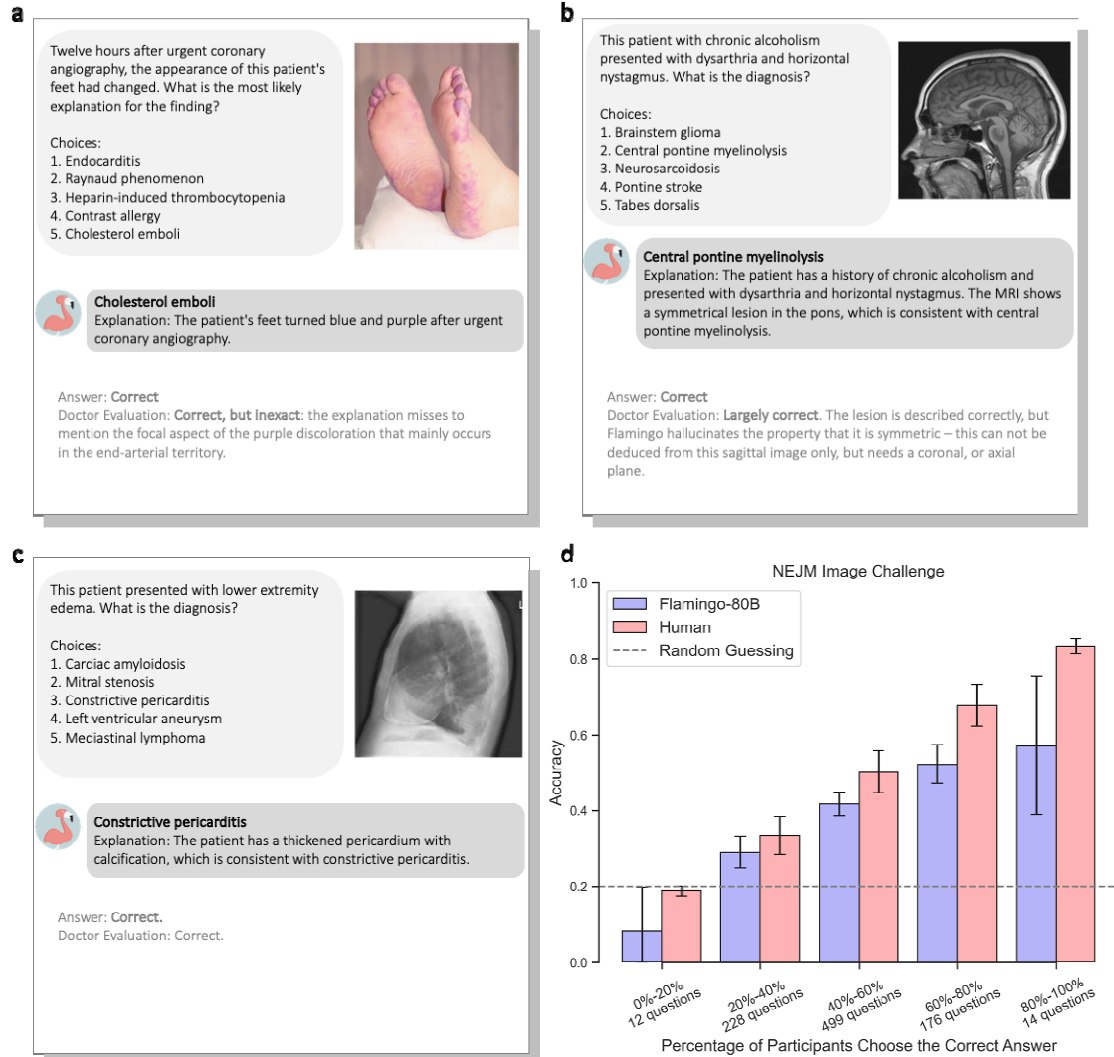 a
Twelve hours after urgent coronary
angiography, the appearance of this patient's
feet had changed. What is the most likely
explanation for the finding?
Choices:
1. Endocarditis
2. Raynaud phenomenon
3. Heparin-induced thrombocytopenia
4. Contrast allergy
5. Cholesterol emboli
Cholesterol emboli
Explanation: The patient's feet turned blue and purple after urgent
coronary angiography.
Answer: Correct
Doctor Evaluation: Correct, but inexact: the explanation misses to
mention the focal aspect of the purple discoloration that mainly occurs
in the end-arterial territory.
b
This patient with chronic alcoholism
presented with dysarthria and horizontal
nystagmus. What is the diagnosis?
Choices:
1. Brainstem glioma
2. Central pontine myelinolysis
3. Neurosarcoidosis
4. Pontine stroke
5. Tabes dorsalis
Central pontine myelinolysis
Explanation: The patient has a history of chronic alcoholism and
presented with dysarthria and horizontal nystagmus. The MRI shows
a symmetrical lesion in the pons, which is consistent with central
pontine myelinolysis.
Answer: Correct
Doctor Evaluation: Largely correct. The lesion is described correctly, but
Flamingo hallucinates the property that it is symmetric – this can not be
deduced from this sagittal image only, but needs a coronal, or axial
plane.
c
This patient presented with lower extremity
edema. What is the diagnosis?
Choices:
1. Carciac amyloidosis
2. Mitral stenosis
3. Constrictive pericarditis
4. Left ventricular aneurysm
5. Meciastinal lymphoma
L
Constrictive pericarditis
Explanation: The patient has a thickened pericardium with
calcification, which is consistent with constrictive pericarditis.
Answer: Correct.
Doctor Evaluation: Correct.
d
NEJM Image Challenge
Flamingo-80B
Human
Random Guessing
Accuracy
1.0
0.8
0.6
0.4
0.2
0.0
0%-20%
12 questions
20%-40%
228 questions
40%-60%
499 questions
60%-80%
176 questions
80%-100%
14 questions
Percentage of Participants Choose the Correct Answer